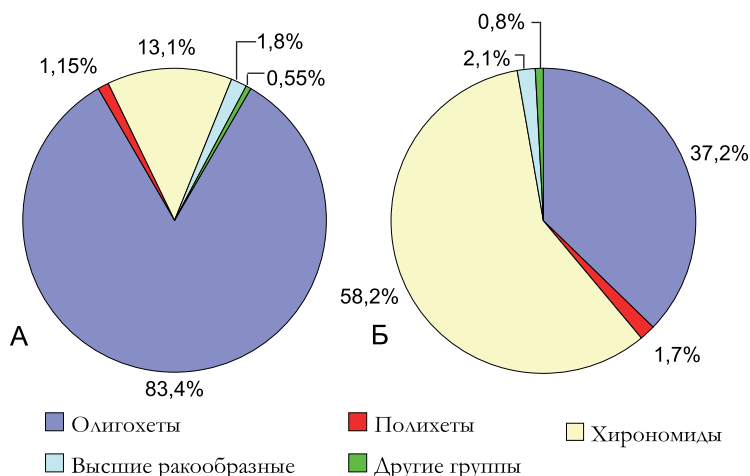 0,8%
13,1%
1,8%
2,1%
1,15%
0,55%
37,2%
58,2%
А
Б
1,7%
83,4%
Олигохеты
Полихеты
Хирономиды
Высшие ракообразные
Другие группы